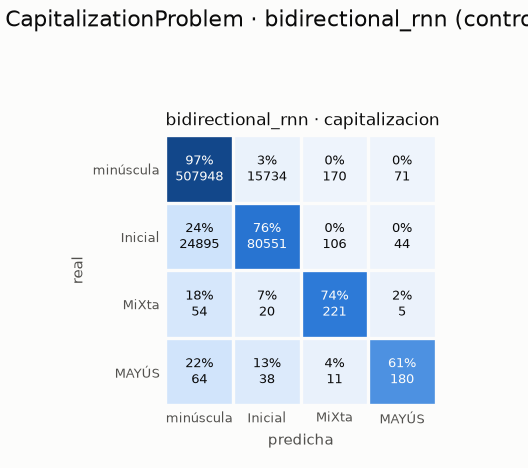 CapitalizationProblem · bidirectional_rnn (contro
bidirectional_rnn · capitalizacion
minúscula 97% 3% 0% 0%
507948 15734 170 71
Inicial 24% 76% 0% 0%
24895 80551 106 44
MiXta 18% 7% 74% 2%
54 20 221 5
MAYÚS 22% 13% 4% 61%
64 38 11 180
real
minúscula Inicial MiXta MAYÚS
predicha